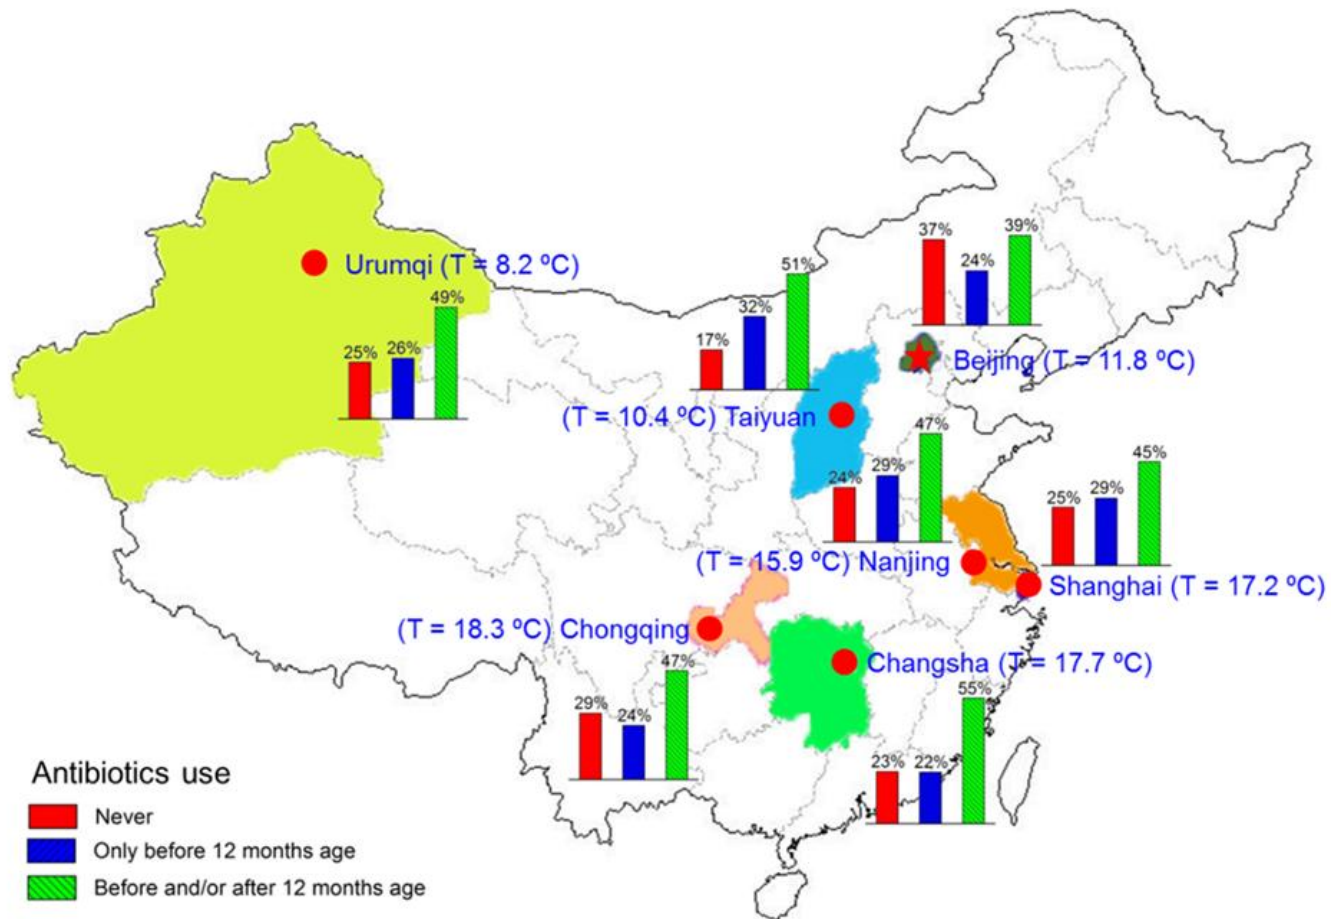 37%
24%
39%
Urumqi (T = 8.2 ºC)
49%
25%
26%
51%
32%
17%
Beijing (T = 11.8 ºC)
(T = 10.4 ºC) Taiyuan
47%
29%
24%
45%
29%
25%
(T = 15.9 ºC) Nanjing
Shanghai (T = 17.2 ºC)
(T = 18.3 ºC) Chongqing
Changsha (T = 17.7 ºC)
47%
29%
24%
55%
23%
22%
Antibiotics use
Never
Only before 12 months age
Before and/or after 12 months age